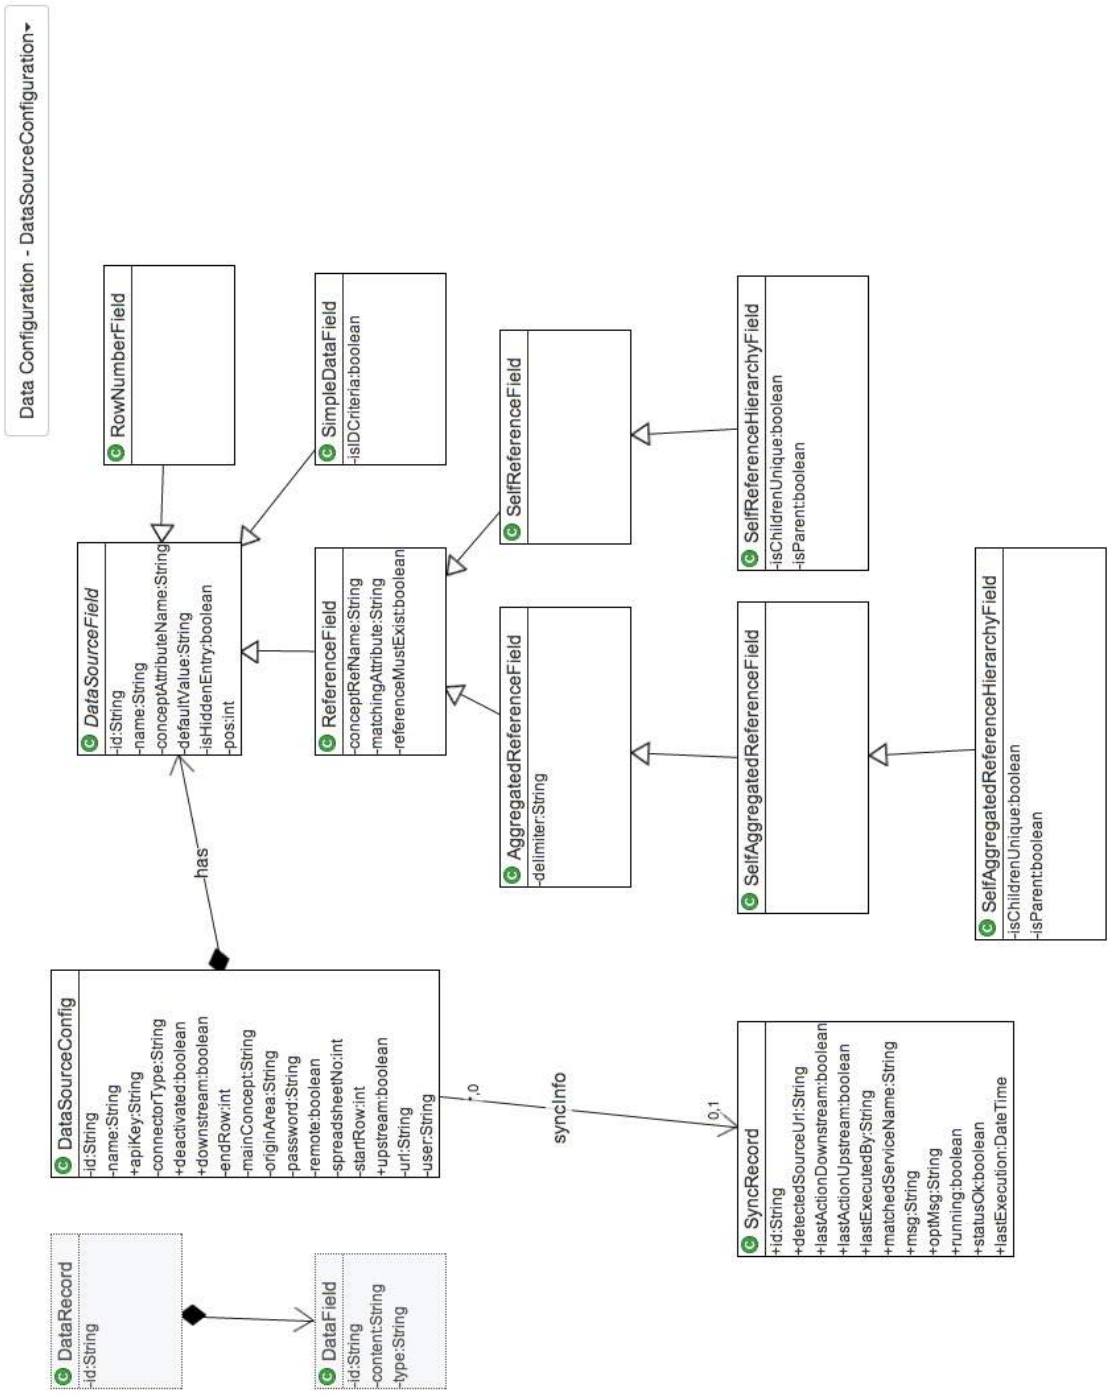 Data Configuration - DataSourceConfiguration▾
C DataRecord
-id:String
C DataField
-id:String
-content:String
-type:String
C DataSourceConfig
-id:String
-name:String
+apiKey:String
-connectorType:String
+deactivated:boolean
+downstream:boolean
-endRow:int
-mainConcept:String
-originArea:String
-password:String
-remote:boolean
-spreadsheetNo:int
-startRow:int
+upstream:boolean
-url:String
-user:String
has
*,0
syncInfo
0,1
C SyncRecord
+id:String
+detectedSourceUrl:String
+lastActionDownstream:boolean
+lastActionUpstream:boolean
+lastExecutedBy:String
+matchedServiceName:String
+msg:String
+optMsg:String
+running:boolean
+statusOk:boolean
+lastExecution:DateTime
C DataSourceField
-id:String
-name:String
-conceptAttributeName:String
-defaultValue:String
-isHiddenEntry:boolean
-pos:int
C RowNumberField
C ReferenceField
-conceptRefName:String
-matchingAttribute:String
-referenceMustExist:boolean
C SimpleDataField
-isIDCriteria:boolean
C AggregatedReferenceField
-delimiter:String
C SelfReferenceField
C SelfAggregatedReferenceField
C SelfReferenceHierarchyField
-isChildrenUnique:boolean
-isParent:boolean
C SelfAggregatedReferenceHierarchyField
-isChildrenUnique:boolean
-isParent:boolean